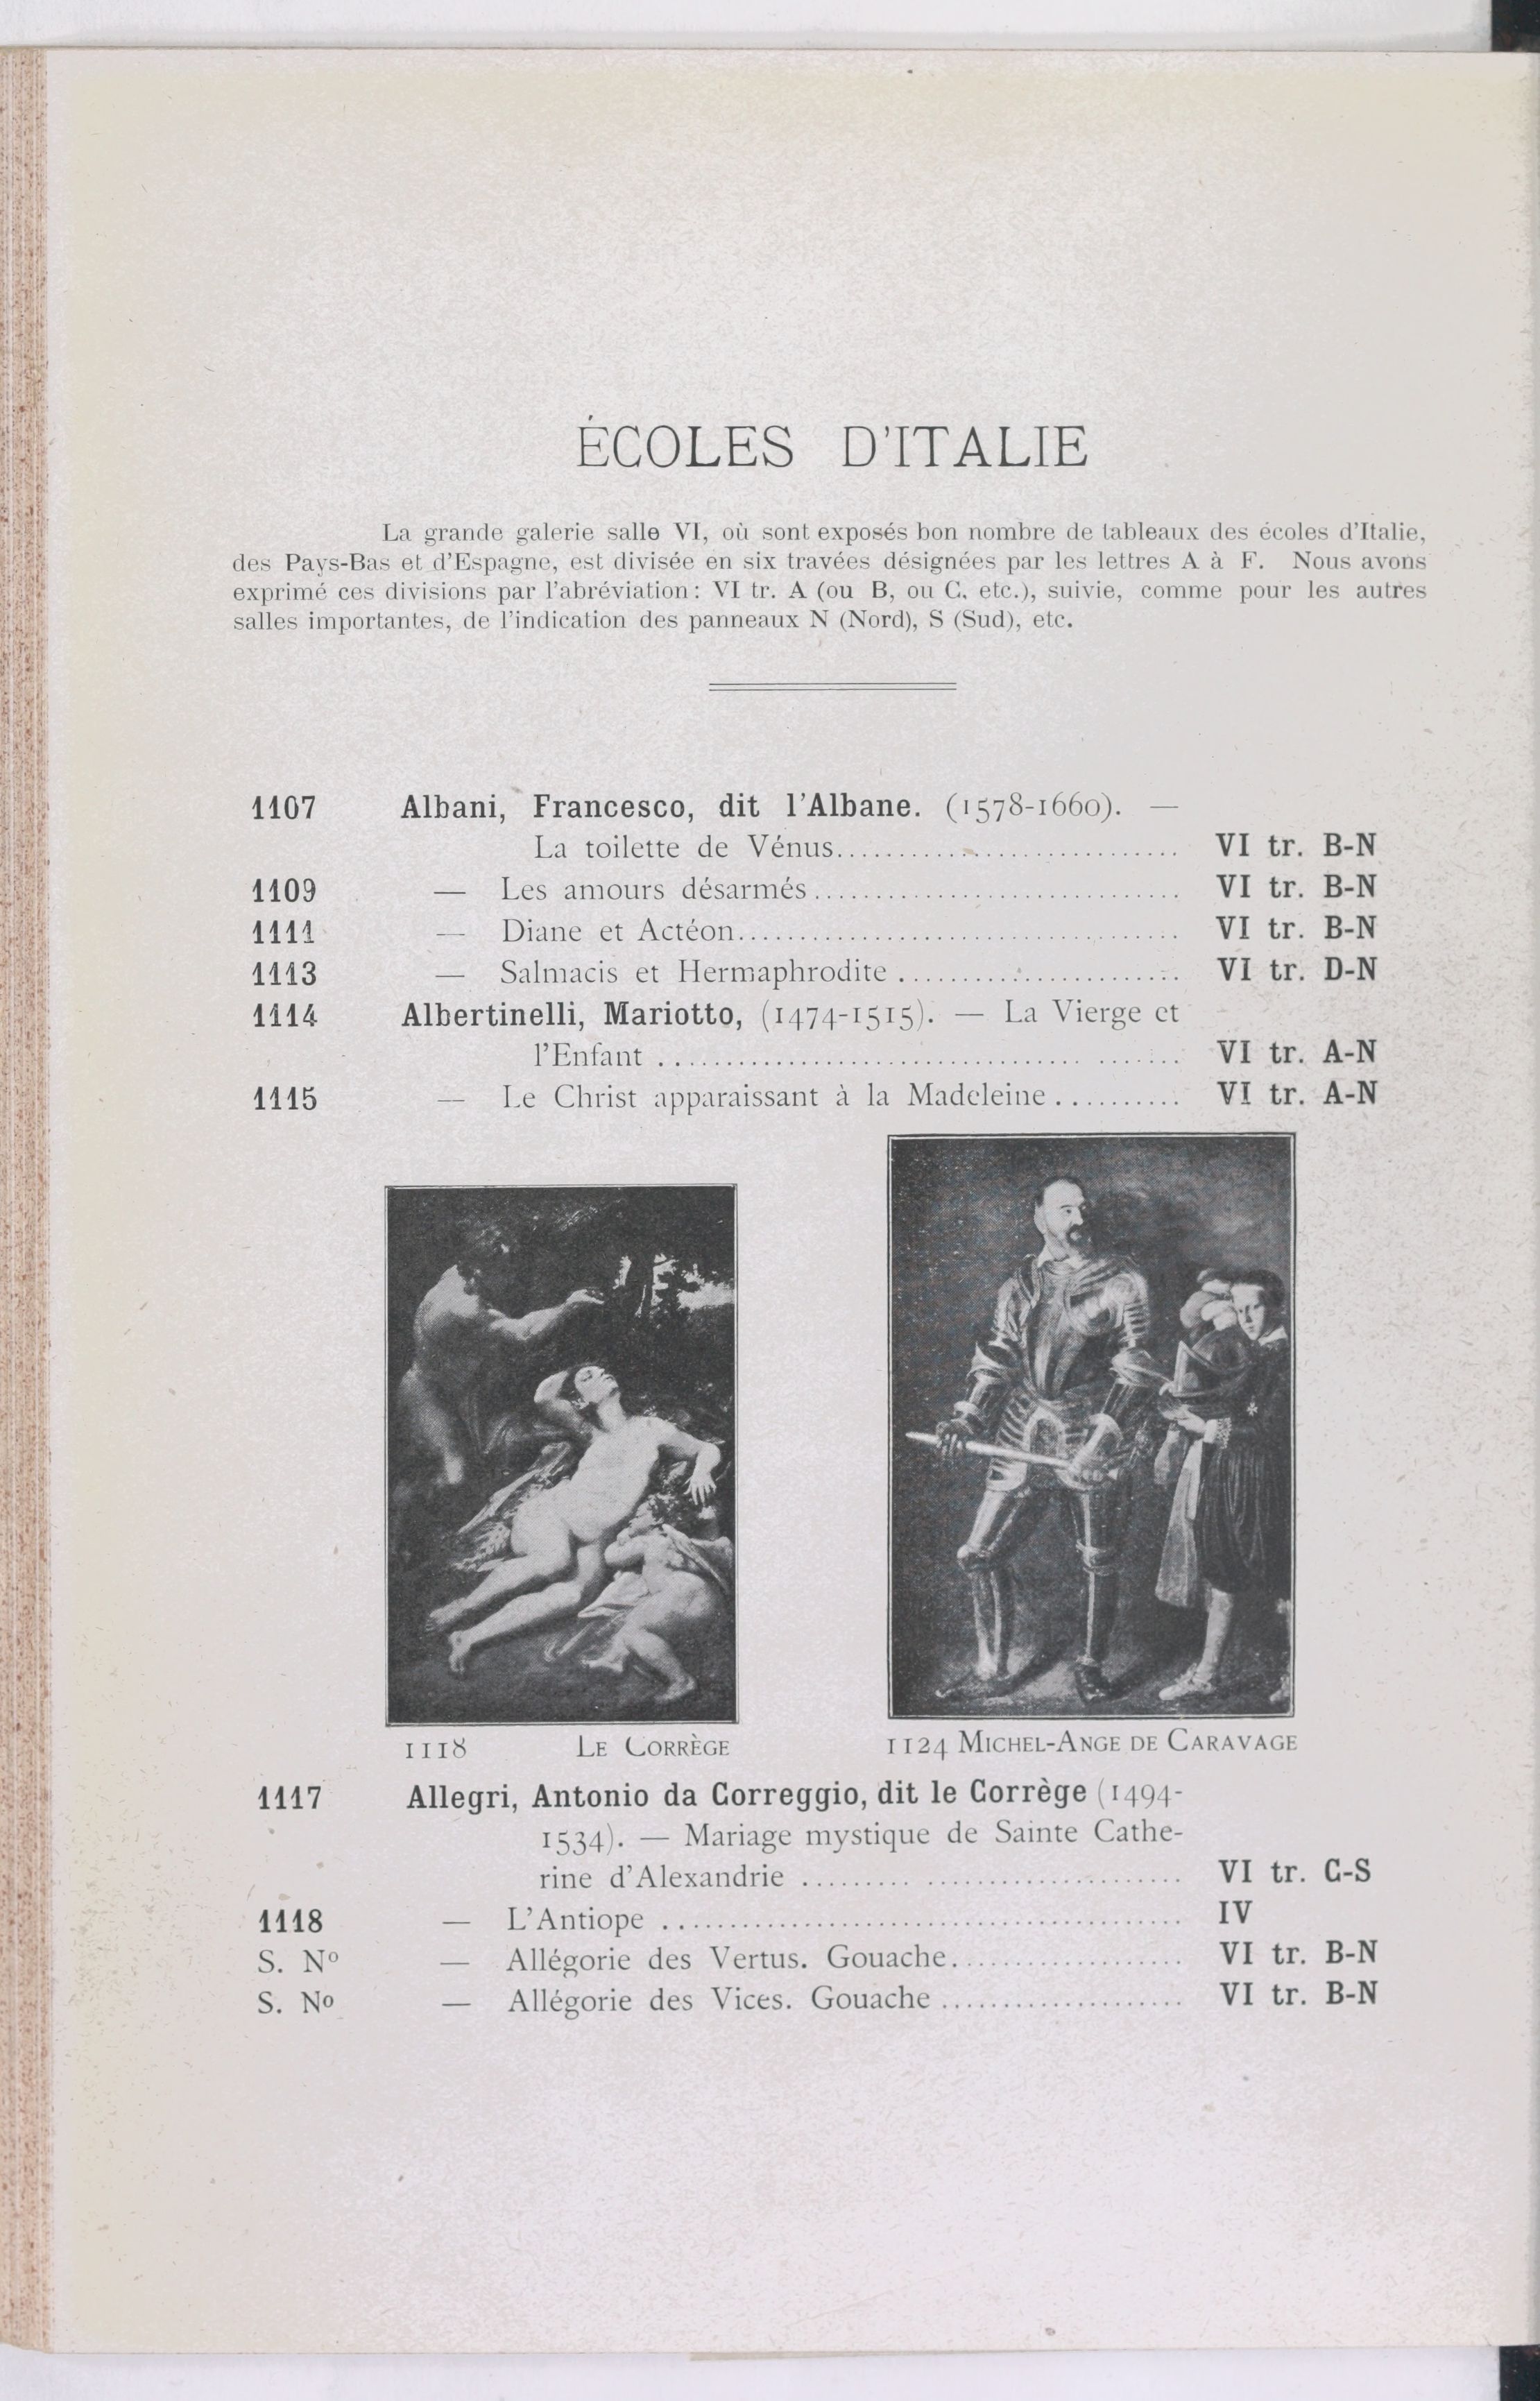 ÉCOLES D'ITALIE
La grande galerie salle VI, où sont exposés bon nombre de tableaux des écoles d'Italie,
des Pays-Bas et d'Espagne, est divisée en six travées désignées par les lettres A à F. Nous avons
exprimé ces divisions par l'abréviation: VI tr. A (ou B, ou C, etc.), suivie, comme pour les autres
salles importantes, de l'indication des panneaux N (Nord), S (Sud), etc.
1107 Albani, Francesco, dit l'Albane. (1578-1660). —
La toilette de Vénus............................ VI tr. B-N
1109 — Les amours désarmés.............................. VI tr. B-N
1111 — Diane et Actéon.................................... VI tr. B-N
1113 — Salmacis et Hermaphrodite ....................... VI tr. D-N
1114 Albertinelli, Mariotto, (1474-1515). — La Vierge et
l'Enfant .......................................... VI tr. A-N
1115 — Le Christ apparaissant à la Madeleine.......... VI tr. A-N
1118 LE CORRÈGE
1124 MICHEL-ANGE DE CARAVAGE
1117 Allegri, Antonio da Correggio, dit le Corrège (1494-
1534). — Mariage mystique de Sainte Cathe-
rine d'Alexandrie .............................. VI tr. C-S
1118 — L'Antiope .......................................... IV
S. Nº — Allégorie des Vertus. Gouache................... VI tr. B-N
S. Nº — Allégorie des Vices. Gouache .................... VI tr. B-N